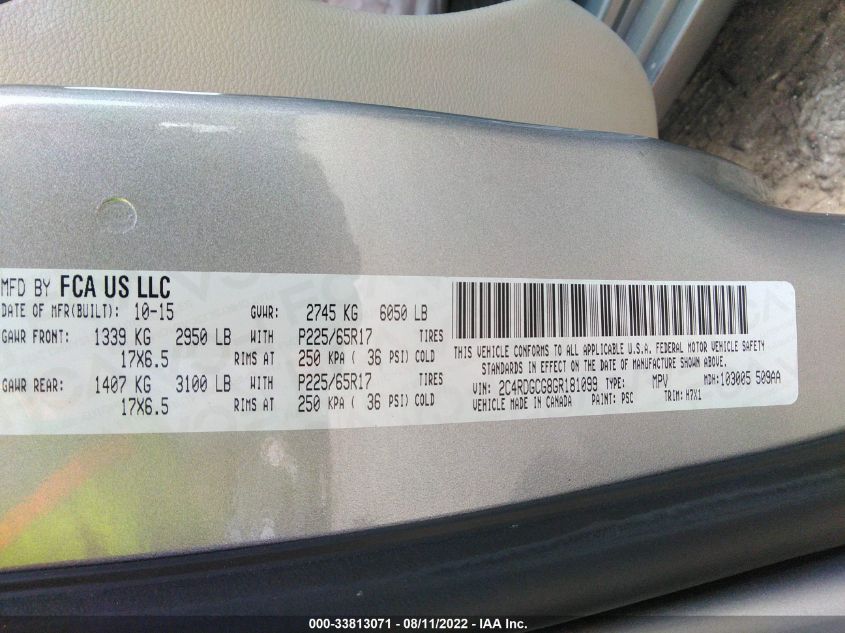 MFD BY FCA US LLC
DATE OF MFR(BUILT): 10-15 GVWR: 2745 KG 6050 LB
GAWR FRONT: 1339 KG 2950 LB WITH P225/65R17 TIRES
17X6.5 RIMS AT 250 KPA ( 36 PSI) COLD
GAWR REAR: 1407 KG 3100 LB WITH P225/65R17 TIRES
17X6.5 RIMS AT 250 KPA ( 36 PSI) COLD
THIS VEHICLE CONFORMS TO ALL APPLICABLE U.S.A. FEDERAL MOTOR VEHICLE SAFETY
STANDARDS IN EFFECT ON THE DATE OF MANUFACTURE SHOWN ABOVE.
VIN: 2C4RDGCG8GR181099 TYPE: MPV MDH: 103005 509AA
VEHICLE MADE IN CANADA PAINT: PSC TRIM: H7X1
000-33813071 - 08/11/2022 - IAA Inc.